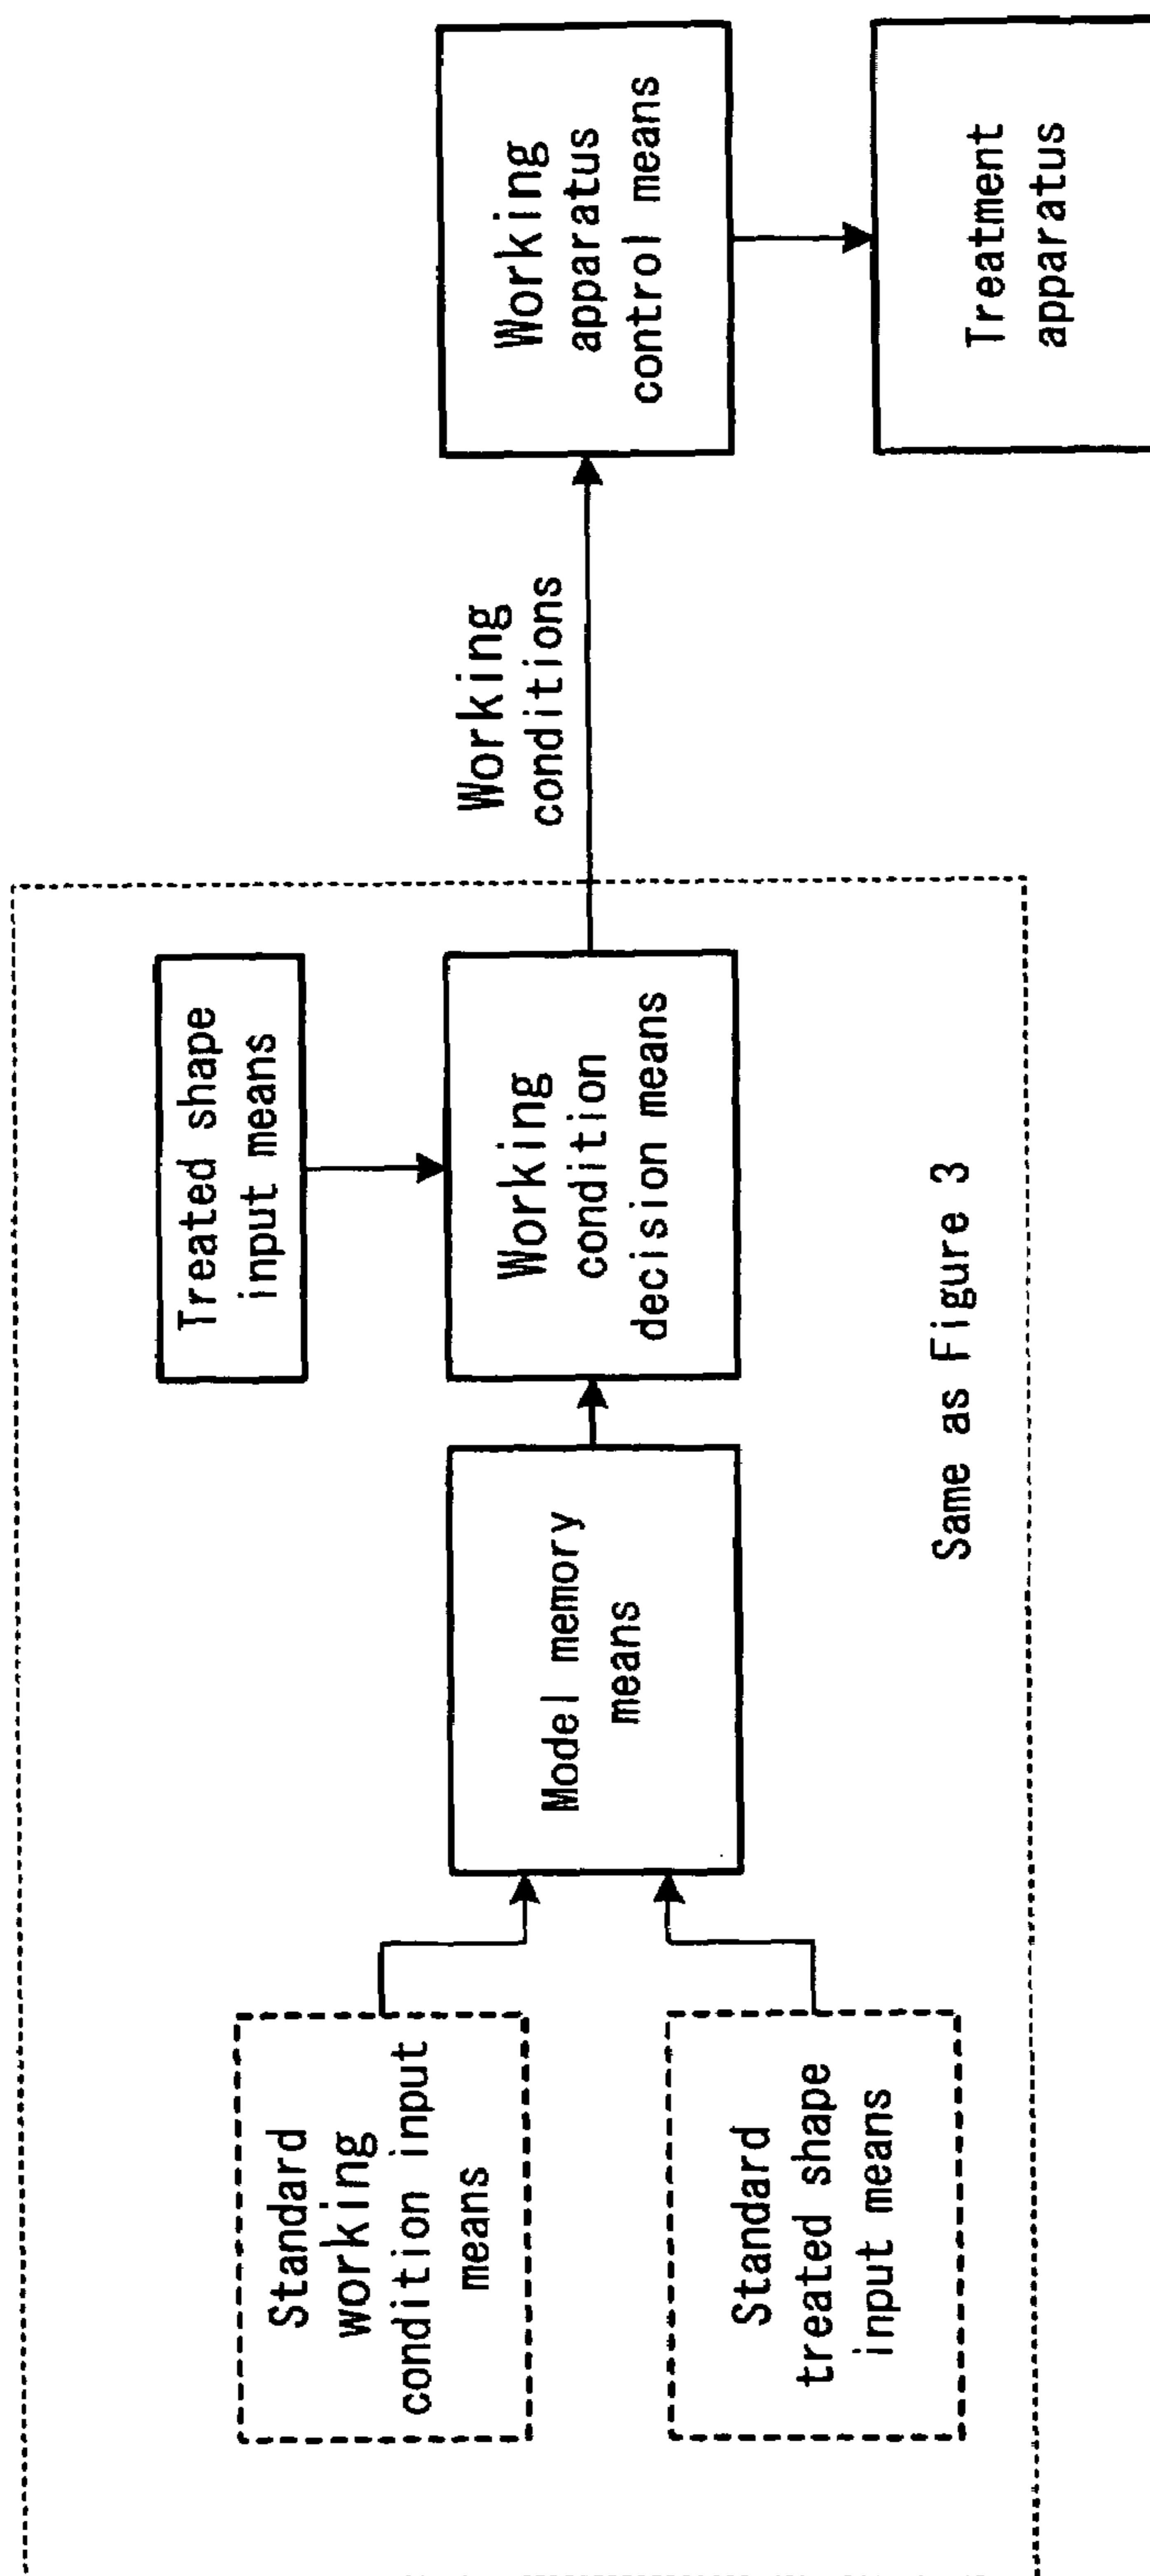 Standard
working
condition input
means
Standard
treated shape
input means
Model memory
means
Treated shape
input means
Working
condition
decision means
Same as Figure 3
Working
conditions
Working
apparatus
control means
Treatment
apparatus